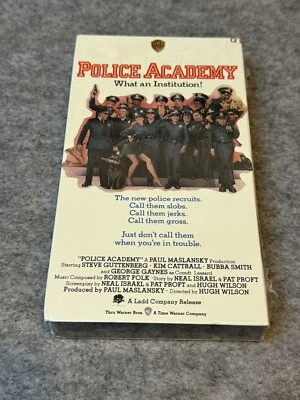 POLICE ACADEMY
What an Institution!
The new police recruits.
Call them slobs.
Call them jerks.
Call them gross.
Just don't call them
when you're in trouble.
"POLICE ACADEMY" A PAUL MASLANSKY Production
Starring STEVE GUTTENBERG · KIM CATTRALL · BUBBA SMITH
and GEORGE GAYNES as Comdt. Lassard
Music Composed by ROBERT FOLK · Story by NEAL ISRAEL & PAT PROFT
Screenplay by NEAL ISRAEL & PAT PROFT and HUGH WILSON
Produced by PAUL MASLANSKY · Directed by HUGH WILSON
A Ladd Company Release
Thru Warner Bros. A Time Warner Company